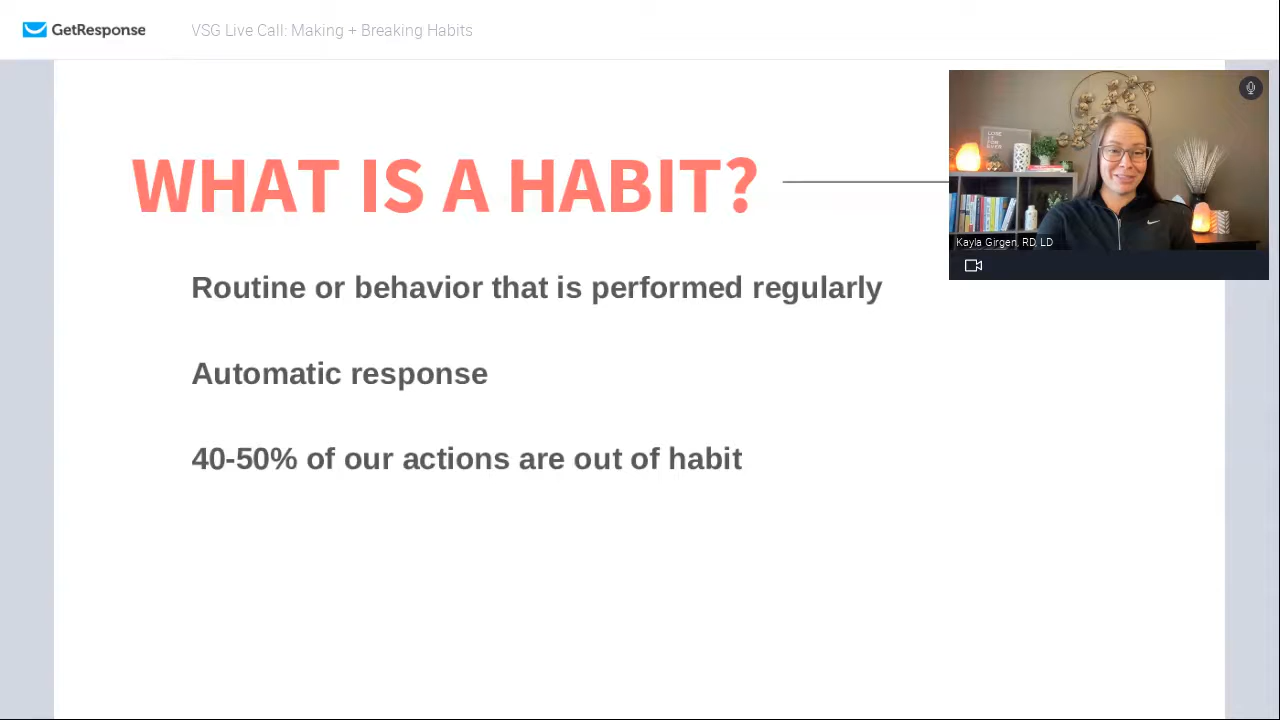 GetResponse
VSG Live Call: Making + Breaking Habits
WHAT IS A HABIT?
Routine or behavior that is performed regularly
Automatic response
40-50% of our actions are out of habit
Kayla Girgen, RD, LD